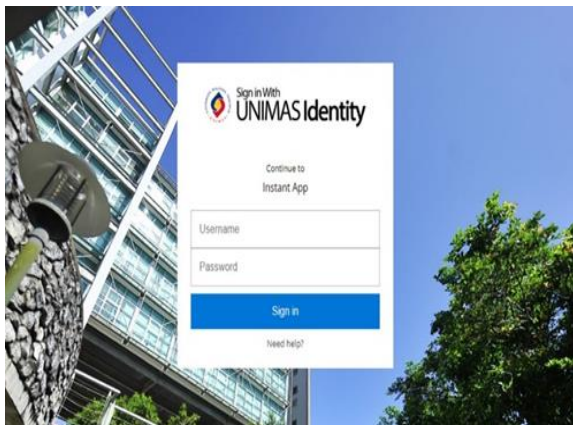 Sign in With
UNIMAS Identity
Continue to
Instant App
Username
Password
Sign in
Need help?